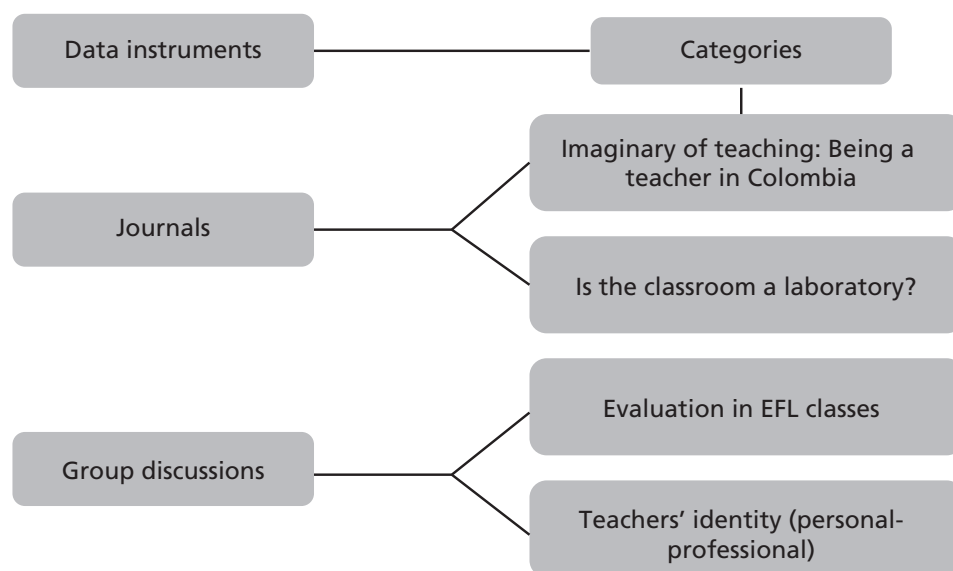 Data instruments
Categories
Imaginary of teaching: Being a
teacher in Colombia
Journals
Is the classroom a laboratory?
Evaluation in EFL classes
Group discussions
Teachers’ identity (personal-
professional)